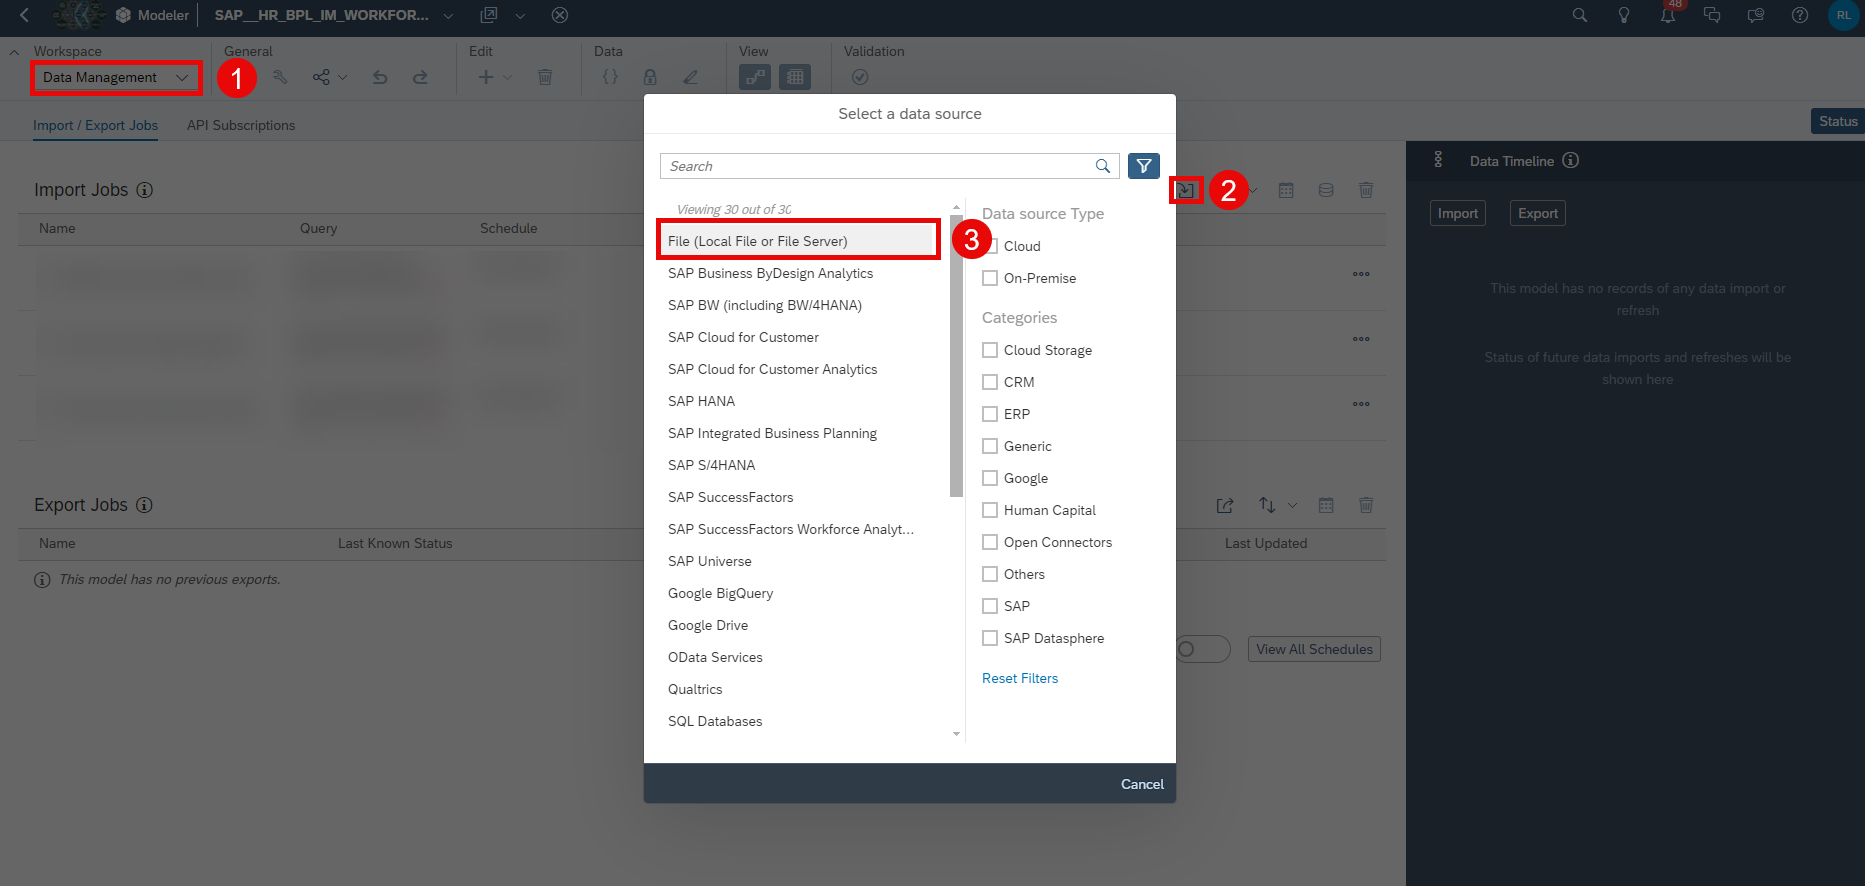 Modeler
SAP__HR_BPL_IM_WORKFOR...
48
RL
Workspace
General
Edit
Data
View
Validation
Data Management
1
Import / Export Jobs
API Subscriptions
Status
Select a data source
Search
Import Jobs
2
Data Timeline
Name
Query
Schedule
Import
Export
Viewing 30 out of 30
Data source Type
File (Local File or File Server)
3
Cloud
SAP Business ByDesign Analytics
On-Premise
SAP BW (including BW/4HANA)
Categories
SAP Cloud for Customer
Cloud Storage
SAP Cloud for Customer Analytics
CRM
SAP HANA
ERP
SAP Integrated Business Planning
Generic
SAP S/4HANA
Google
SAP SuccessFactors
Human Capital
SAP SuccessFactors Workforce Analyt...
Open Connectors
SAP Universe
Others
Google BigQuery
SAP
Google Drive
SAP Datasphere
OData Services
Reset Filters
Qualtrics
SQL Databases
Cancel
This model has no records of any data import or
refresh
Status of future data imports and refreshes will be
shown here
Export Jobs
Name
Last Known Status
Last Updated
This model has no previous exports.
View All Schedules